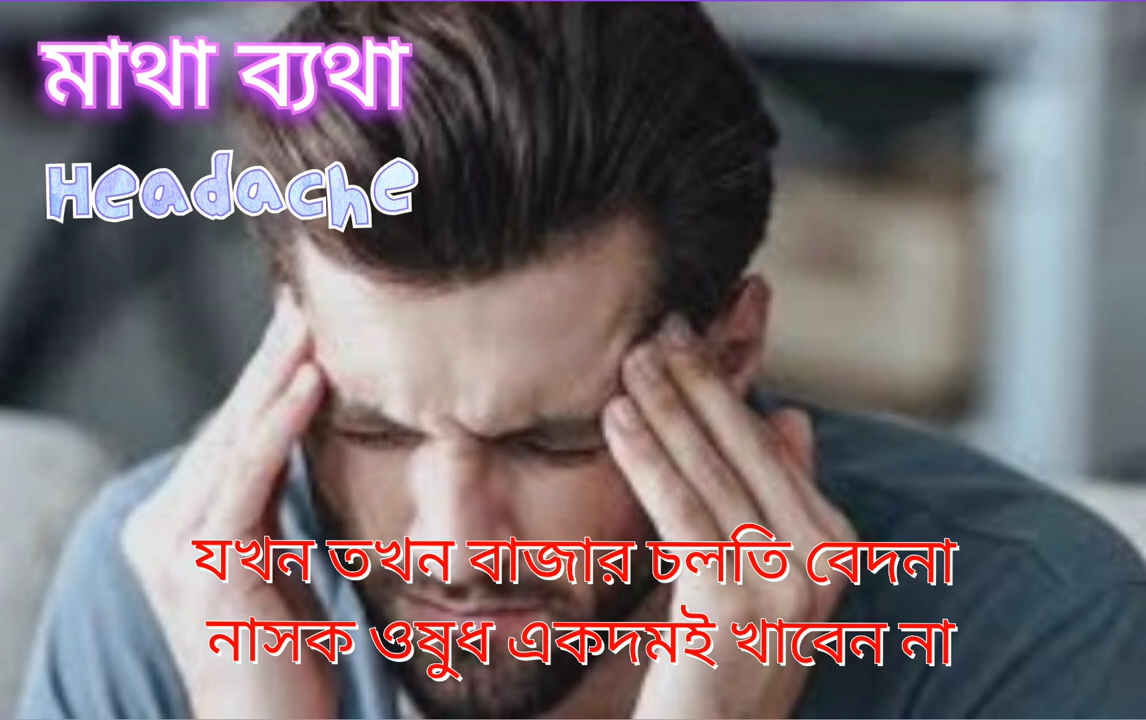 মাথা ব্যথা
Headache
যখন তখন বাজার চলতি বেদনা
নাসক ওষুধ একদমই খাবেন না